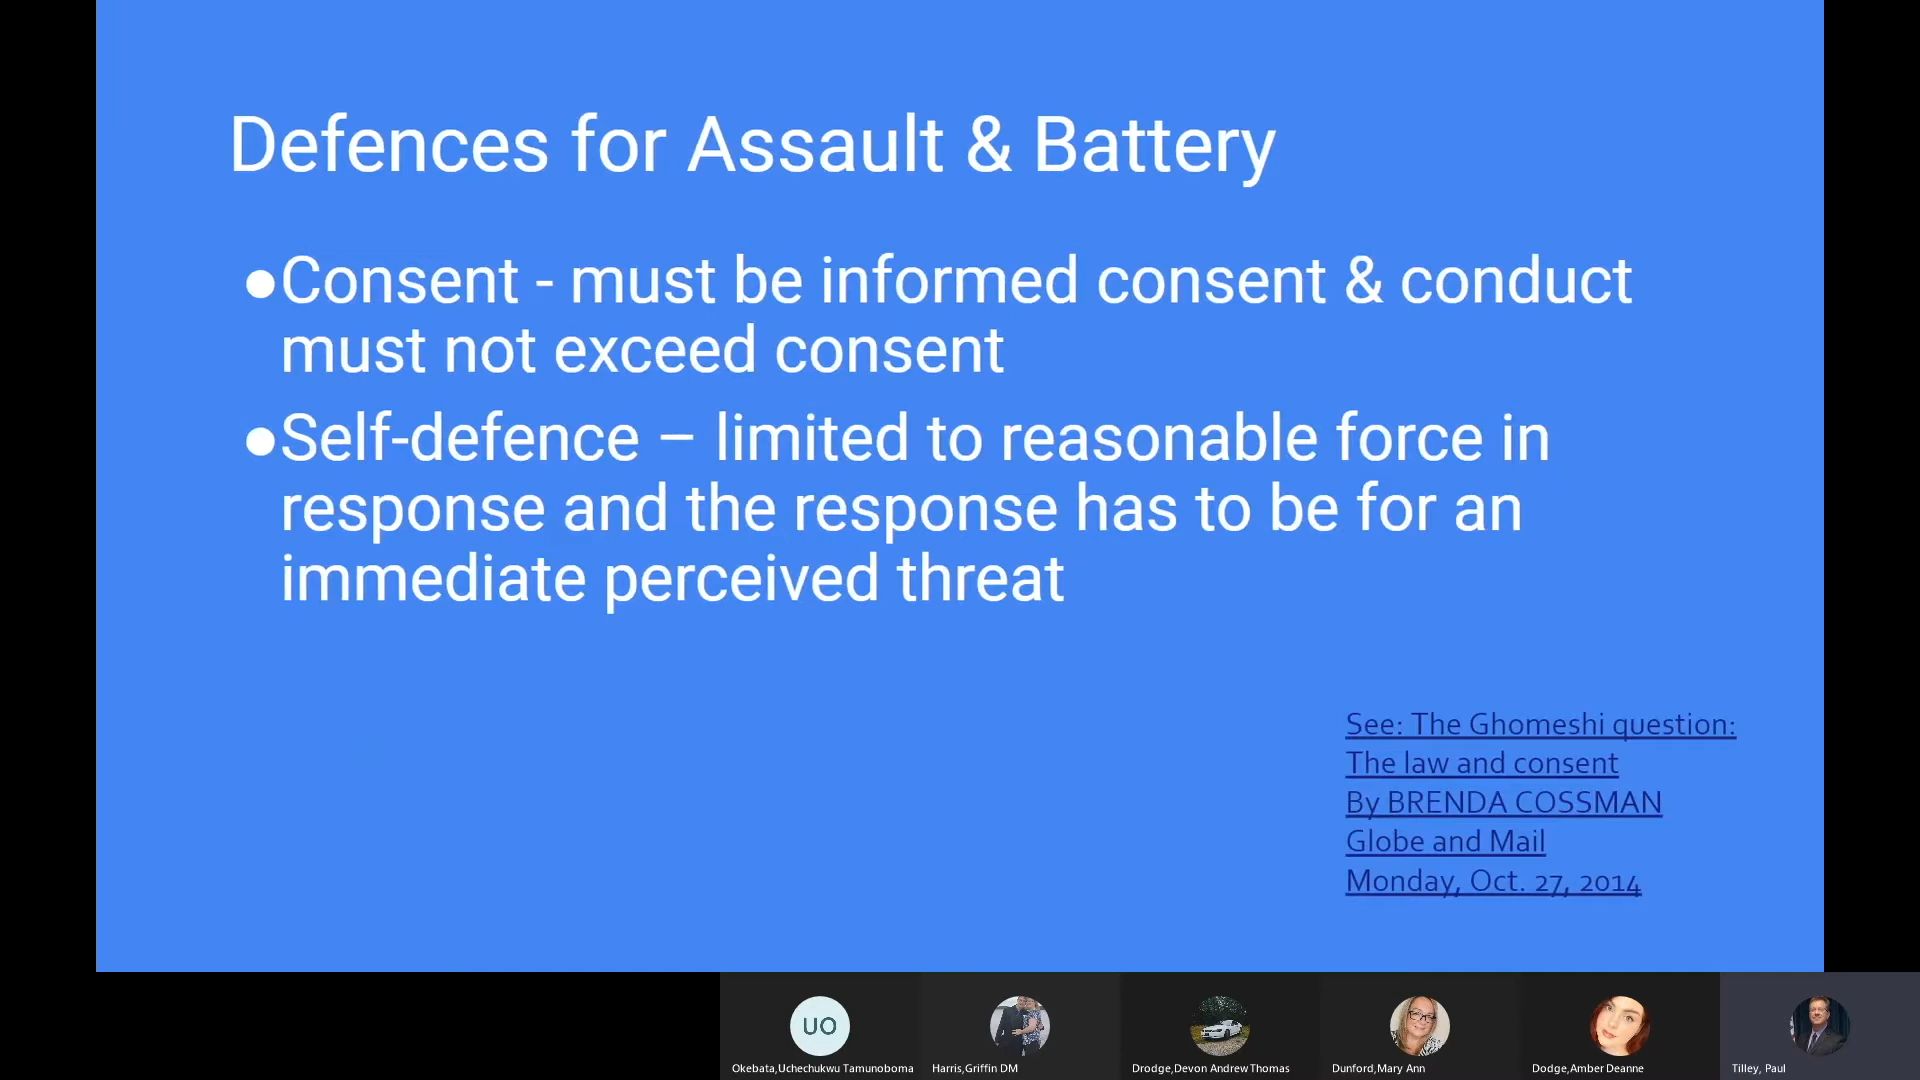 Defences for Assault & Battery
●Consent - must be informed consent & conduct
must not exceed consent
●Self-defence – limited to reasonable force in
response and the response has to be for an
immediate perceived threat
See: The Ghomeshi question:
The law and consent
By BRENDA COSSMAN
Globe and Mail
Monday, Oct. 27, 2014
UO
Okebata,Uchechukwu Tamunoboma
Harris,Griffin DM
Drodge,Devon Andrew Thomas
Dunford,Mary Ann
Dodge,Amber Deanne
Tilley, Paul